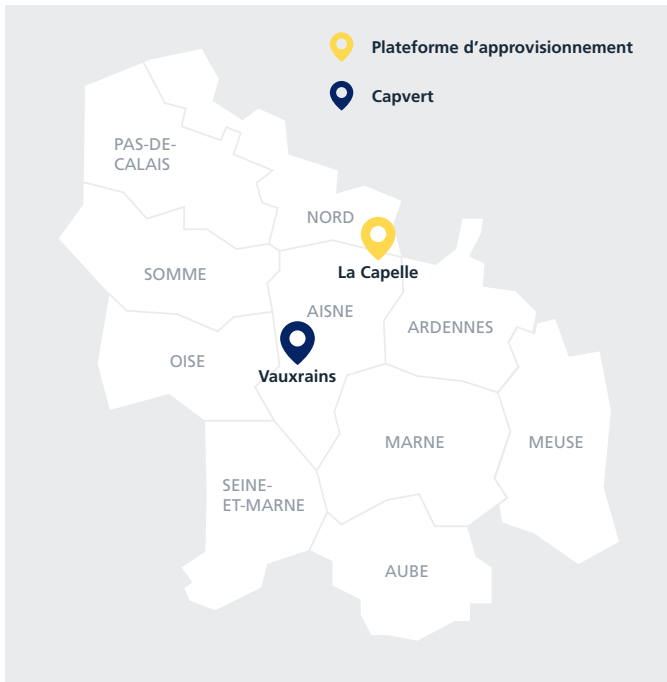 Plateforme d’approvisionnement
Capvert
PAS-DE-
CALAIS
NORD
La Capelle
SOMME
AISNE
ARDENNES
OISE
Vauxrains
MARNE
MEUSE
SEINE-
ET-MARNE
AUBE